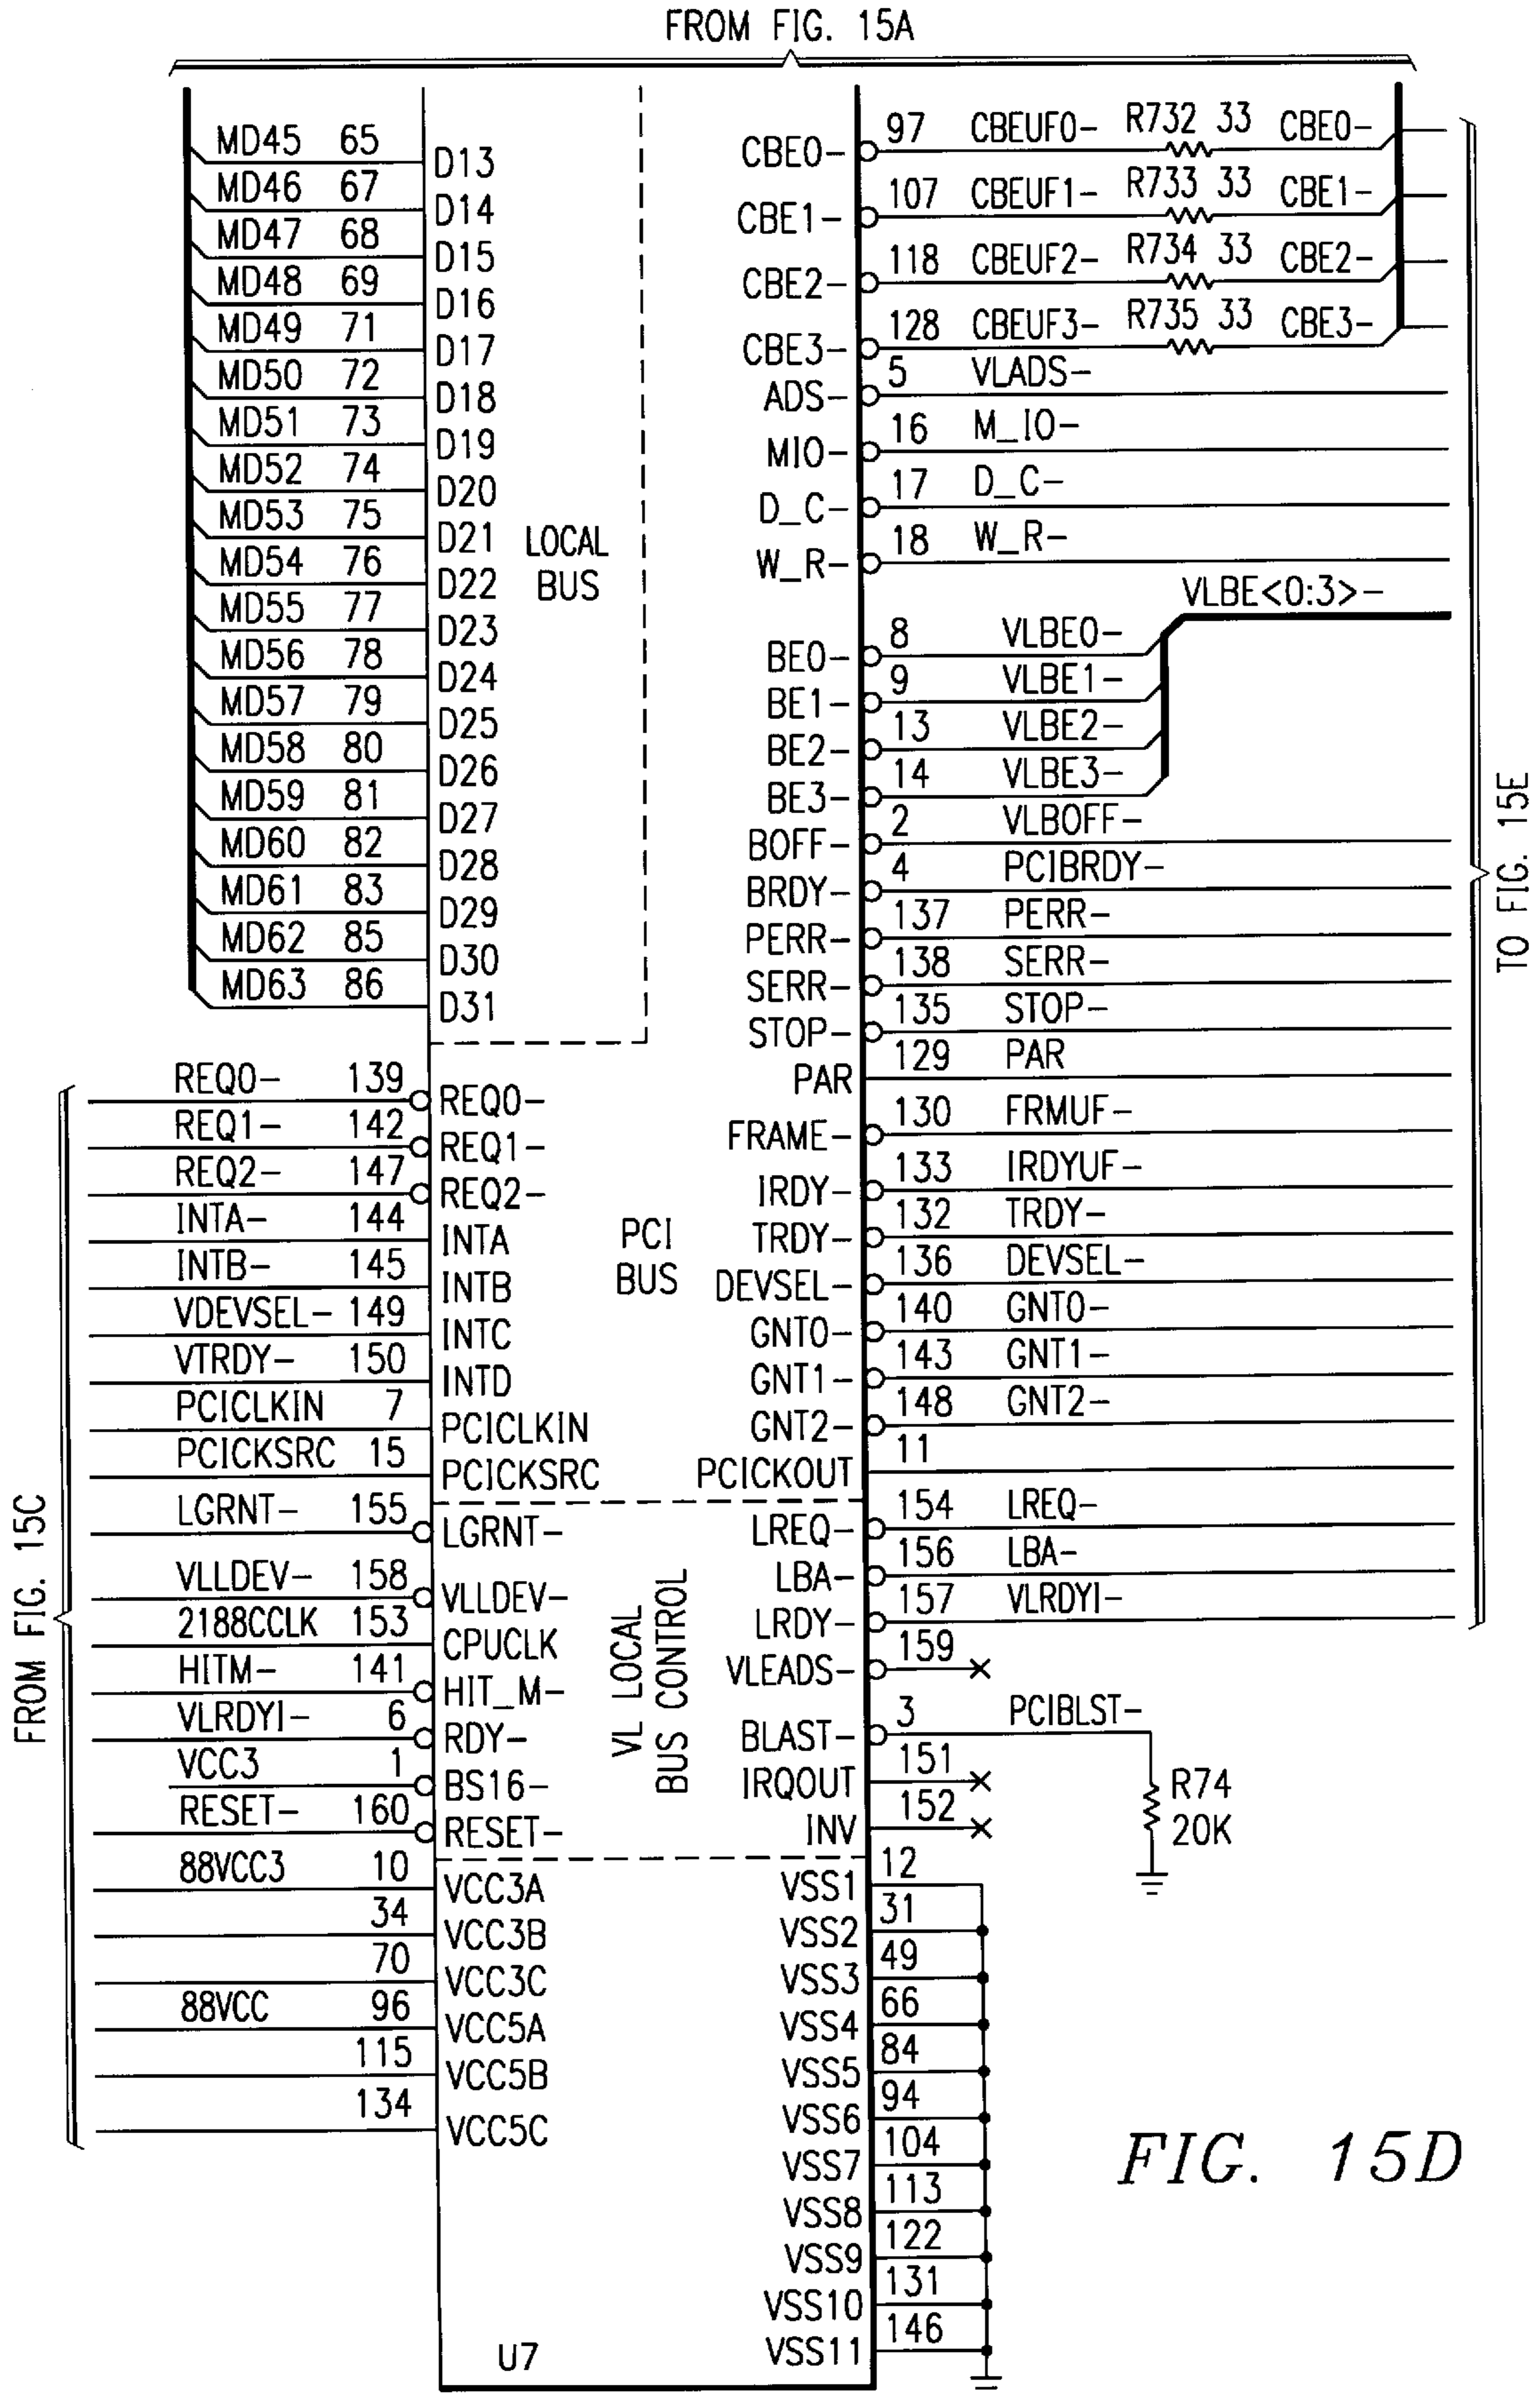 FROM FIG. 15A
MD45 65 D13
MD46 67 D14
MD47 68 D15
MD48 69 D16
MD49 71 D17
MD50 72 D18
MD51 73 D19
MD52 74 D20
MD53 75 D21
MD54 76 D22
MD55 77 D23
MD56 78 D24
MD57 79 D25
MD58 80 D26
MD59 81 D27
MD60 82 D28
MD61 83 D29
MD62 85 D30
MD63 86 D31
LOCAL
BUS
CBE0- 97 CBEUF0- R732 33 CBE0-
CBE1- 107 CBEUF1- R733 33 CBE1-
CBE2- 118 CBEUF2- R734 33 CBE2-
CBE3- 128 CBEUF3- R735 33 CBE3-
ADS- 5 VLADS-
MIO- 16 M_IO-
D_C- 17 D_C-
W_R- 18 W_R-
VLBE<0:3>-
BE0- 8 VLBE0-
BE1- 9 VLBE1-
BE2- 13 VLBE2-
BE3- 14 VLBE3-
BOFF- 2 VLBOFF-
BRDY- 4 PCIBRDY-
PERR- 137 PERR-
SERR- 138 SERR-
STOP- 135 STOP-
PAR 129 PAR
FRAME- 130 FRMUF-
IRDY- 133 IRDYUF-
TRDY- 132 TRDY-
DEVSEL- 136 DEVSEL-
GNT0- 140 GNT0-
GNT1- 143 GNT1-
GNT2- 148 GNT2-
PCICKOUT 11
TO FIG. 15E
REQ0- 139 REQ0-
REQ1- 142 REQ1-
REQ2- 147 REQ2-
INTA- 144 INTA
INTB- 145 INTB
VDEVSEL- 149 INTC
VTRDY- 150 INTD
PCICLKIN 7 PCICLKIN
PCICKSRC 15 PCICKSRC
PCI
BUS
FROM FIG. 15C
LGRNT- 155 LGRNT-
VLLDEV- 158 VLLDEV-
2188CCLK 153 CPUCLK
HITM- 141 HIT_M-
VLRDYI- 6 RDY-
VCC3 1 BS16-
RESET- 160 RESET-
VL LOCAL
BUS CONTROL
LREQ- 154 LREQ-
LBA- 156 LBA-
LRDY- 157 VLRDYI-
VLEADS- 159
BLAST- 3 PCIBLST-
IRQOUT 151
INV 152
R74
20K
88VCC3 10 VCC3A
34 VCC3B
70 VCC3C
88VCC 96 VCC5A
115 VCC5B
134 VCC5C
VSS1 12
VSS2 31
VSS3 49
VSS4 66
VSS5 84
VSS6 94
VSS7 104
VSS8 113
VSS9 122
VSS10 131
VSS11 146
U7
FIG. 15D